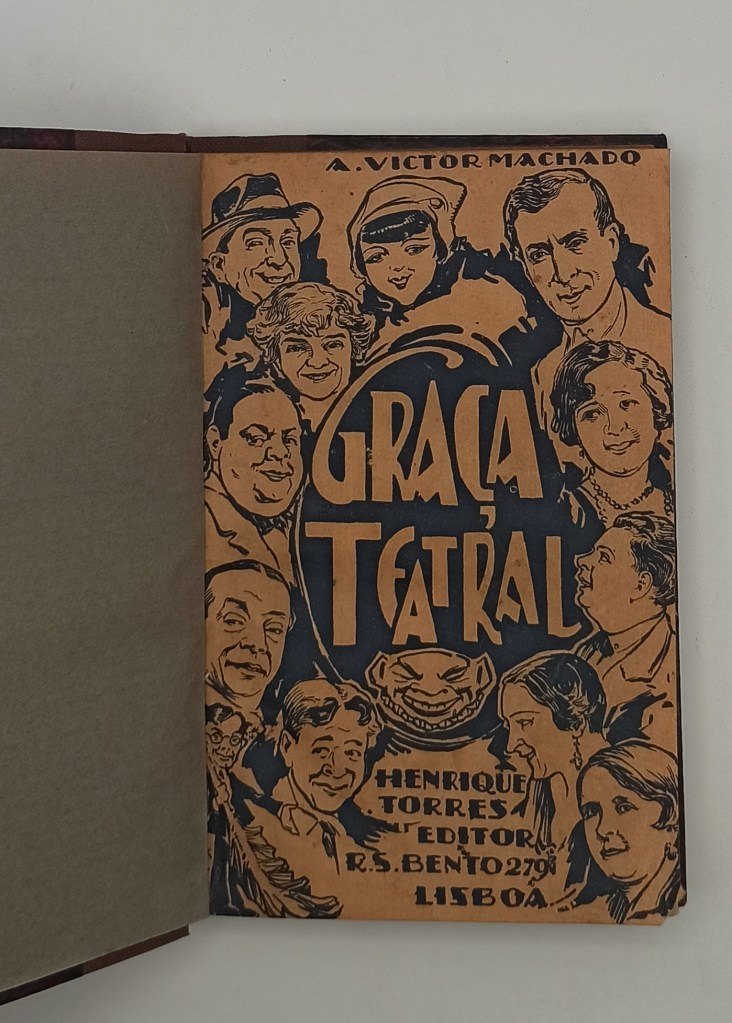 A. VICTOR MACHADO
GRAÇA
TEATRAL
HENRIQUE
TORRES
EDITOR
R.S. BENTO 279
LISBOA